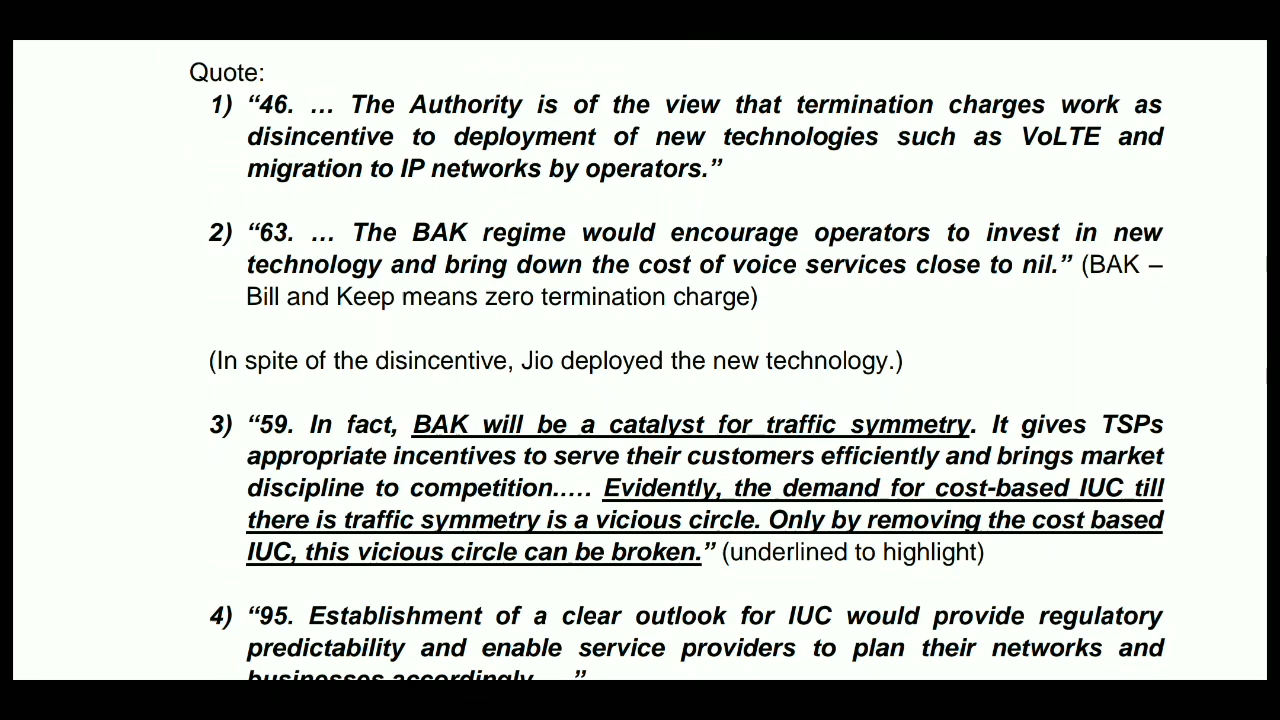 Quote:
1) “46. … The Authority is of the view that termination charges work as
disincentive to deployment of new technologies such as VoLTE and
migration to IP networks by operators.”
2) “63. … The BAK regime would encourage operators to invest in new
technology and bring down the cost of voice services close to nil.” (BAK –
Bill and Keep means zero termination charge)
(In spite of the disincentive, Jio deployed the new technology.)
3) “59. In fact, BAK will be a catalyst for traffic symmetry. It gives TSPs
appropriate incentives to serve their customers efficiently and brings market
discipline to competition….. Evidently, the demand for cost-based IUC till
there is traffic symmetry is a vicious circle. Only by removing the cost based
IUC, this vicious circle can be broken.” (underlined to highlight)
4) “95. Establishment of a clear outlook for IUC would provide regulatory
predictability and enable service providers to plan their networks and
businesses accordingly. …”